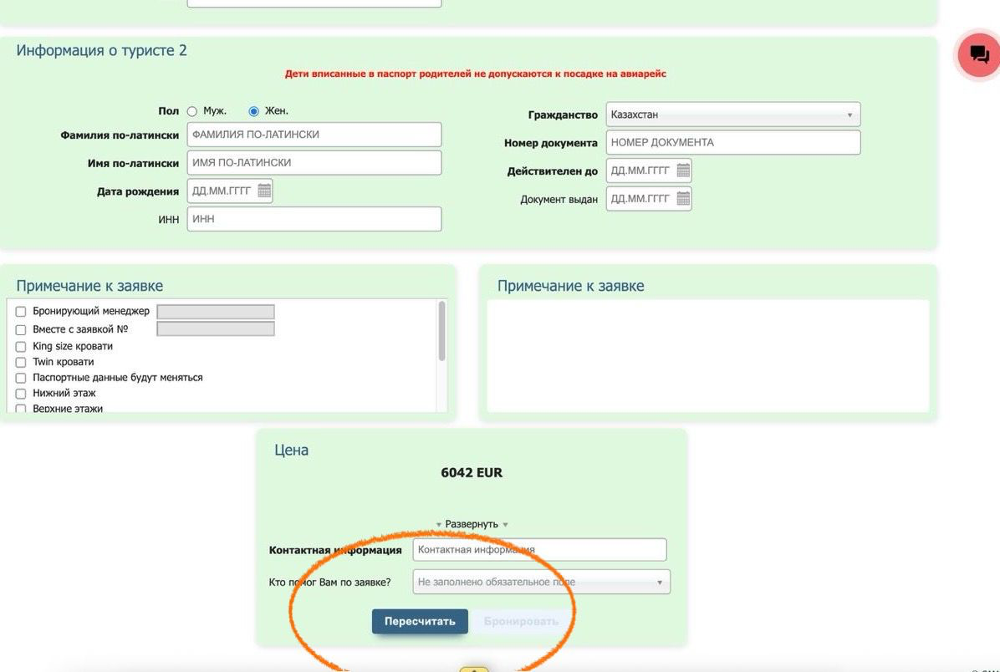 Информация о туристе 2
Дети вписанные в паспорт родителей не допускаются к посадке на авиарейс
Пол Муж. Жен.
Фамилия по-латински ФАМИЛИЯ ПО-ЛАТИНСКИ
Имя по-латински ИМЯ ПО-ЛАТИНСКИ
Дата рождения ДД.ММ.ГГГГ
ИНН ИНН
Гражданство Казахстан
Номер документа НОМЕР ДОКУМЕНТА
Действителен до ДД.ММ.ГГГГ
Документ выдан ДД.ММ.ГГГГ
Примечание к заявке
Бронирующий менеджер
Вместе с заявкой №
King size кровати
Twin кровати
Паспортные данные будут меняться
Нижний этаж
Верхние этажи
Примечание к заявке
Цена
6042 EUR
Развернуть
Контактная информация Контактная информация
Кто помог Вам по заявке? Не заполнено обязательное поле
Пересчитать Бронировать